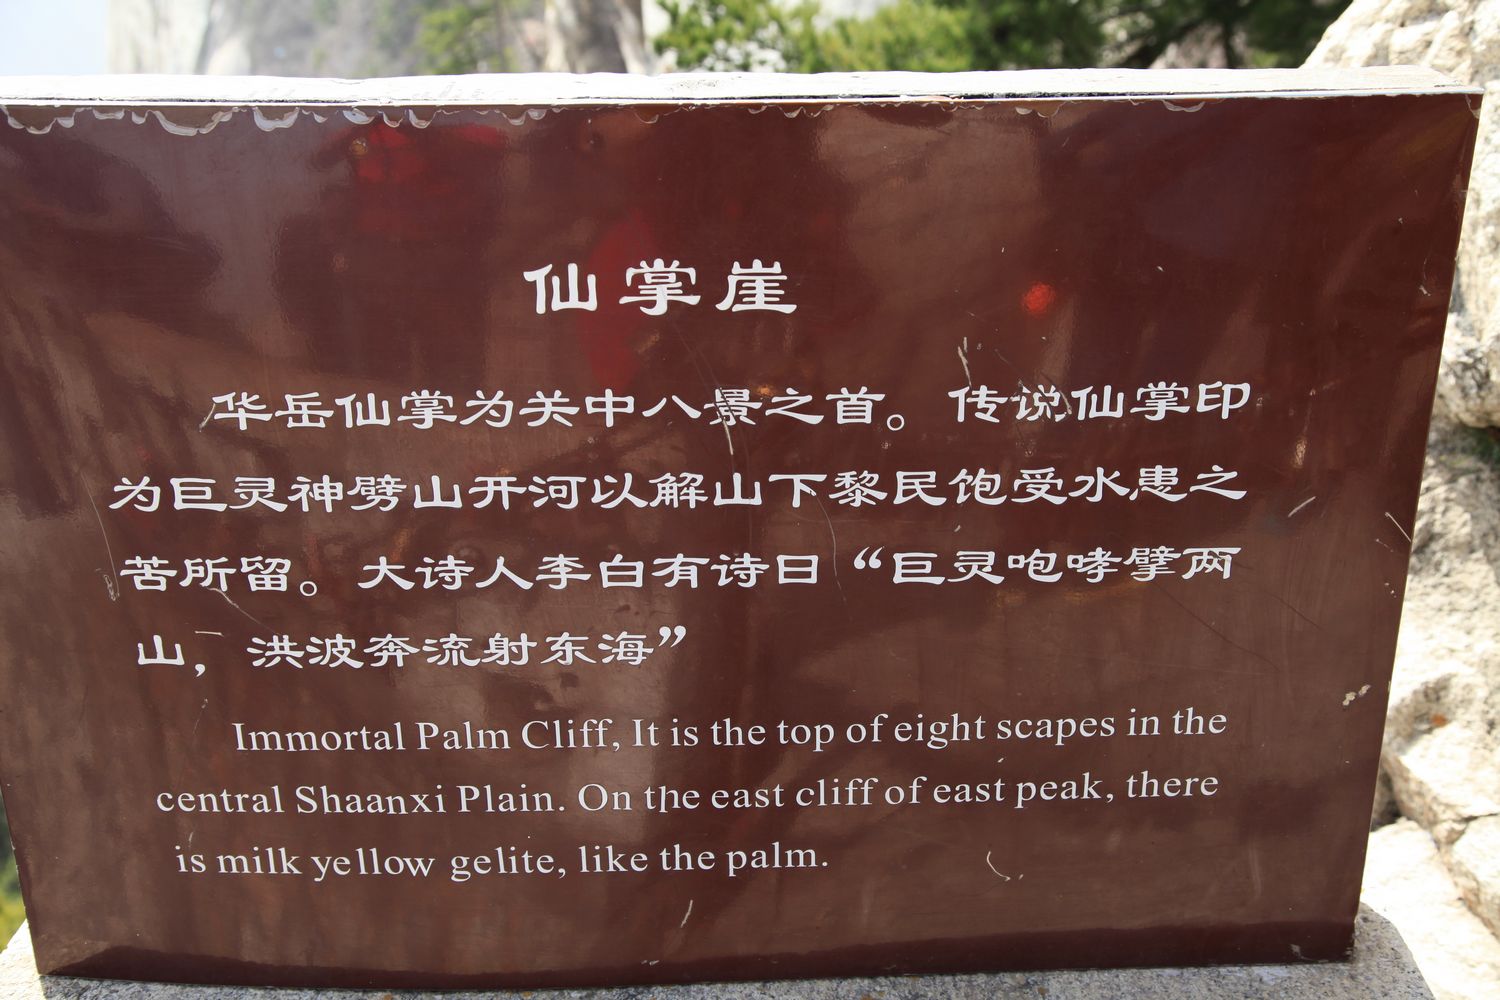 仙掌崖
华岳仙掌为关中八景之首。传说仙掌印
为巨灵神劈山开河以解山下黎民饱受水患之
苦所留。大诗人李白有诗曰“巨灵咆哮擘两
山，洪波奔流射东海”
Immortal Palm Cliff, It is the top of eight scapes in the
central Shaanxi Plain. On the east cliff of east peak, there
is milk yellow gelite, like the palm.